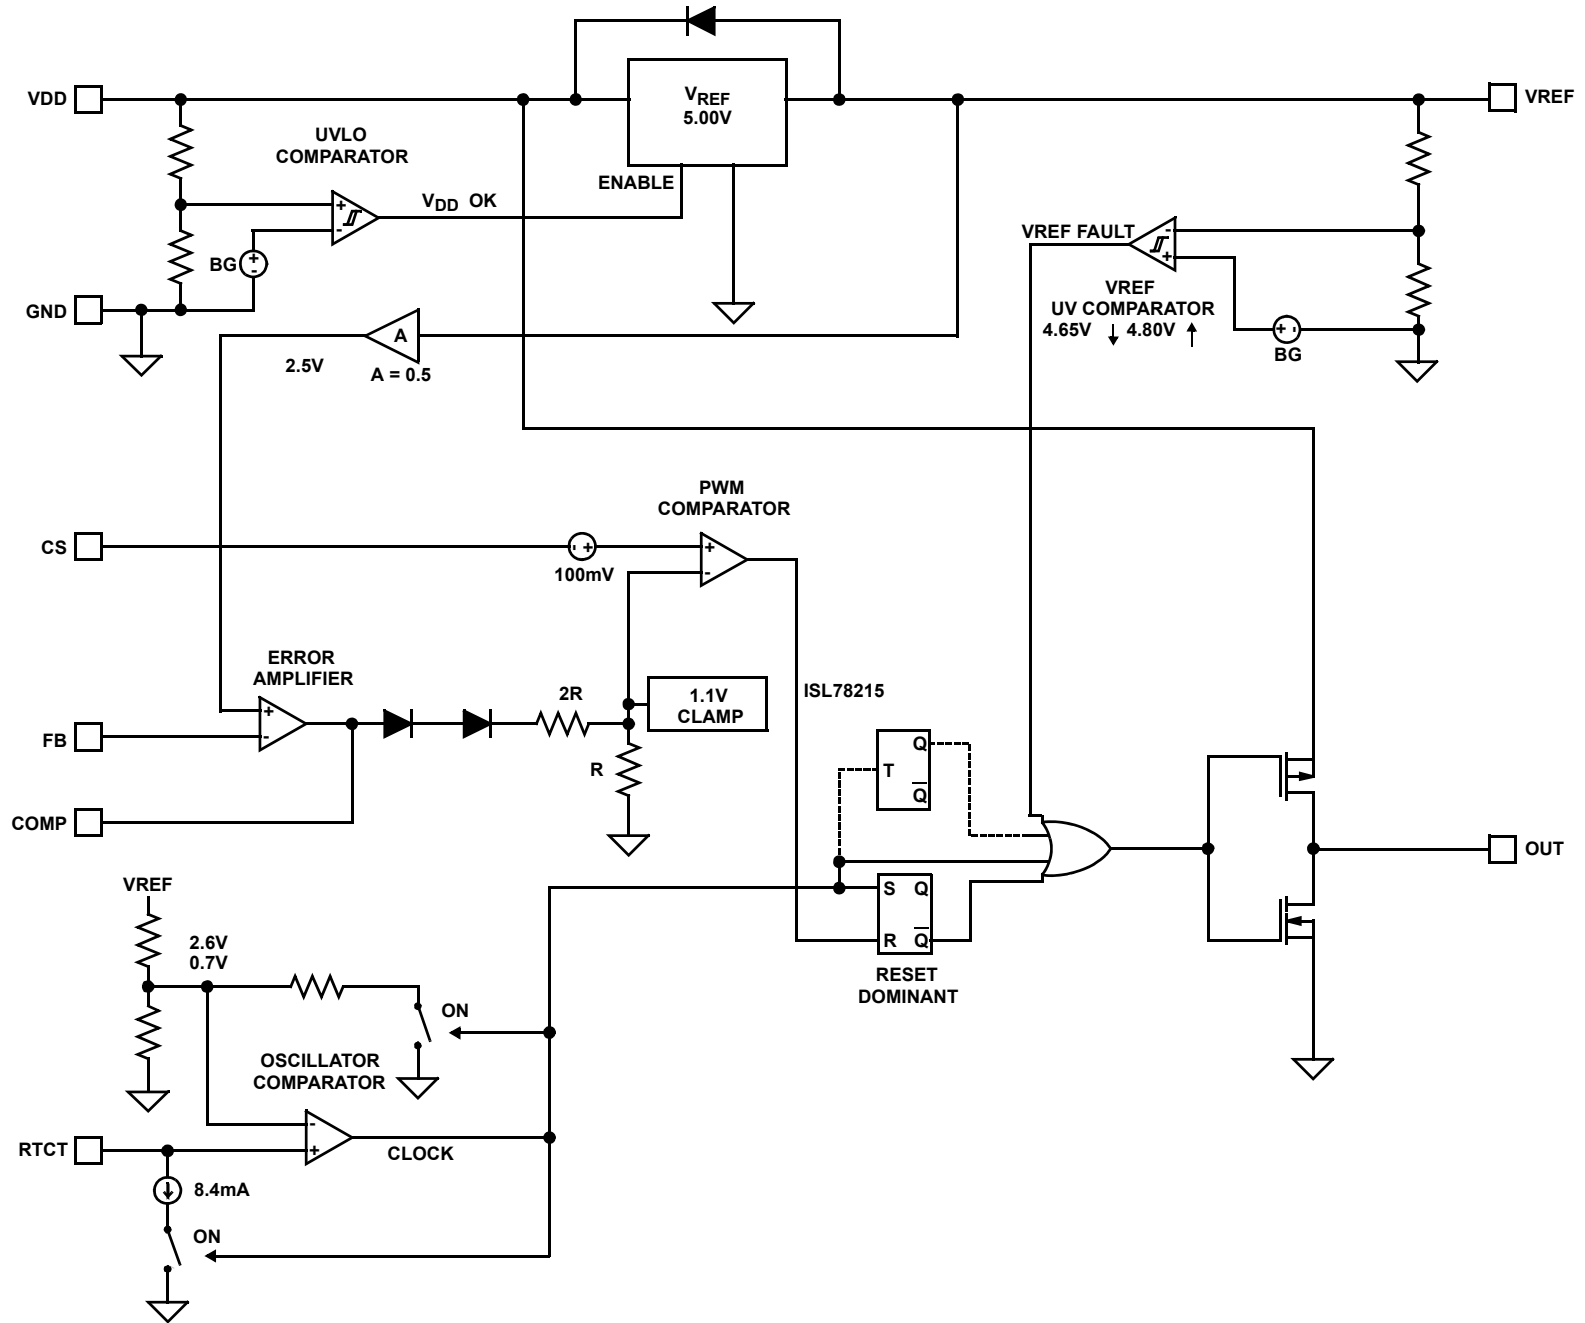 VDD
UVLO
COMPARATOR
VREF
5.00V
ENABLE
VREF
+
-
VDD OK
BG
+
-
GND
VREF FAULT
-
+
VREF
UV COMPARATOR
4.65V 4.80V
+ -
BG
A
2.5V
A = 0.5
PWM
COMPARATOR
CS
- +
100mV
+
-
ERROR
AMPLIFIER
+
-
FB
2R
R
1.1V
CLAMP
ISL78215
COMP
Q
T
Q
S Q
R Q
RESET
DOMINANT
OUT
VREF
2.6V
0.7V
ON
OSCILLATOR
COMPARATOR
-
+
RTCT
CLOCK
8.4mA
ON